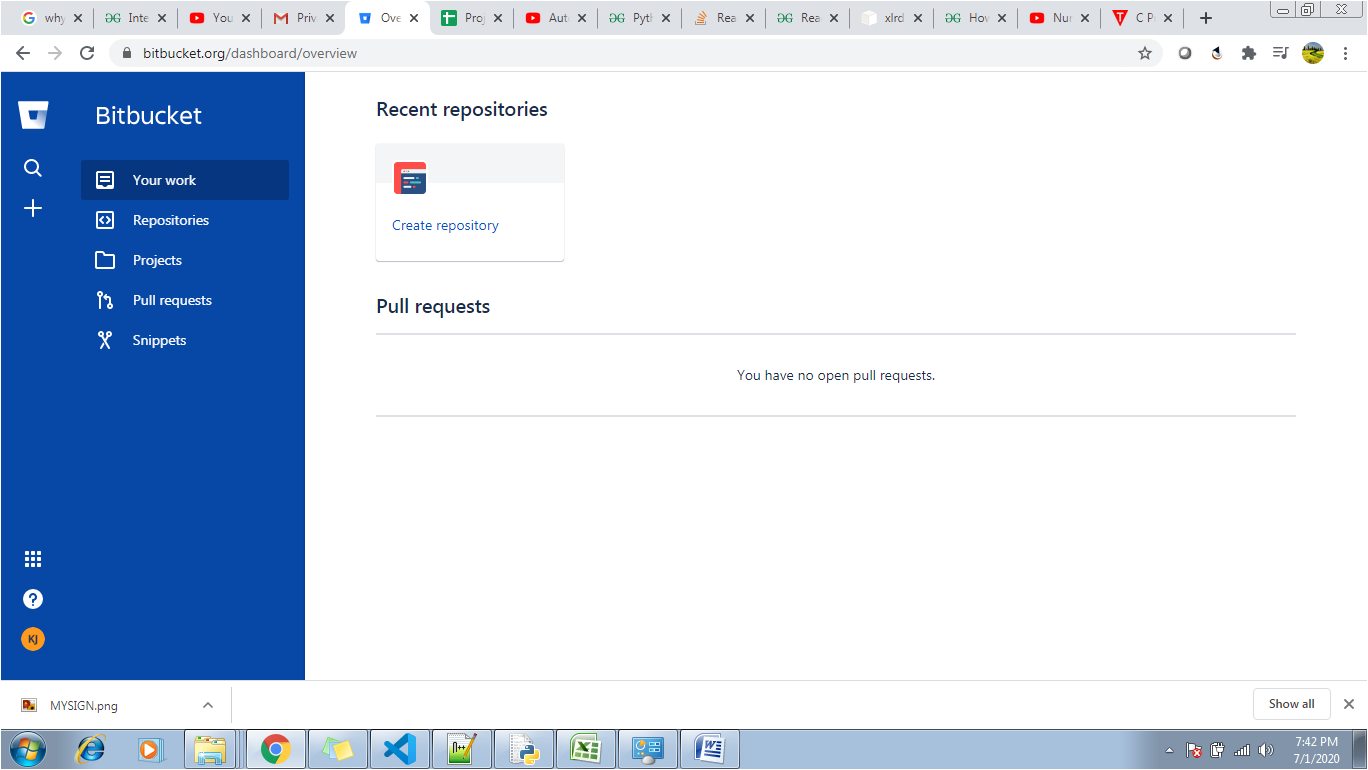 why
Inte
You
Priv
Ove
Proj
Aut
Pyth
Rea
Rea
xlrd
How
Nur
C P
bitbucket.org/dashboard/overview
Bitbucket
Your work
Repositories
Projects
Pull requests
Snippets
KJ
Recent repositories
Create repository
Pull requests
You have no open pull requests.
MYSIGN.png
Show all
7:42 PM
7/1/2020